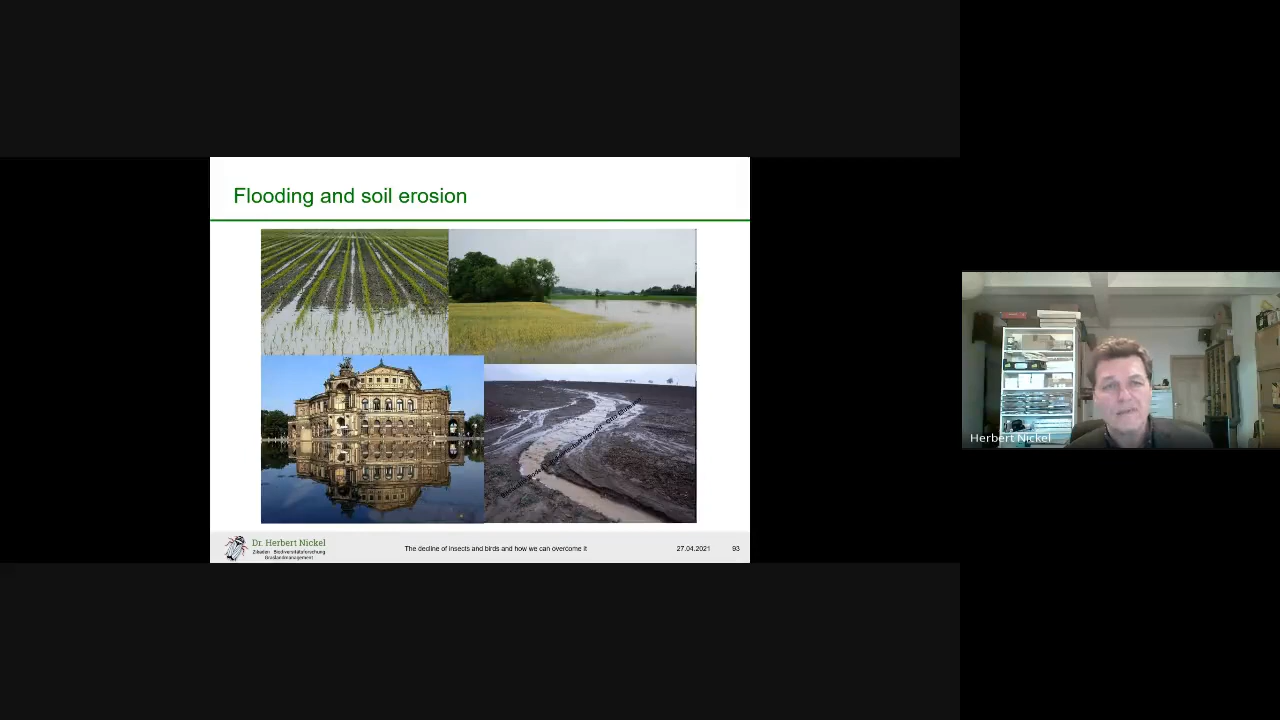 Flooding and soil erosion
Dr. Herbert Nickel
Zikaden · Biodiversitätsforschung
Graslandmanagement
The decline of insects and birds and how we can overcome it
27.04.2021
93
Herbert Nickel